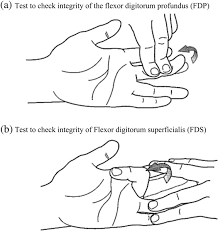 (a) Test to check integrity of the flexor digitorum profundus (FDP)
(b) Test to check integrity of Flexor digitorum superficialis (FDS)